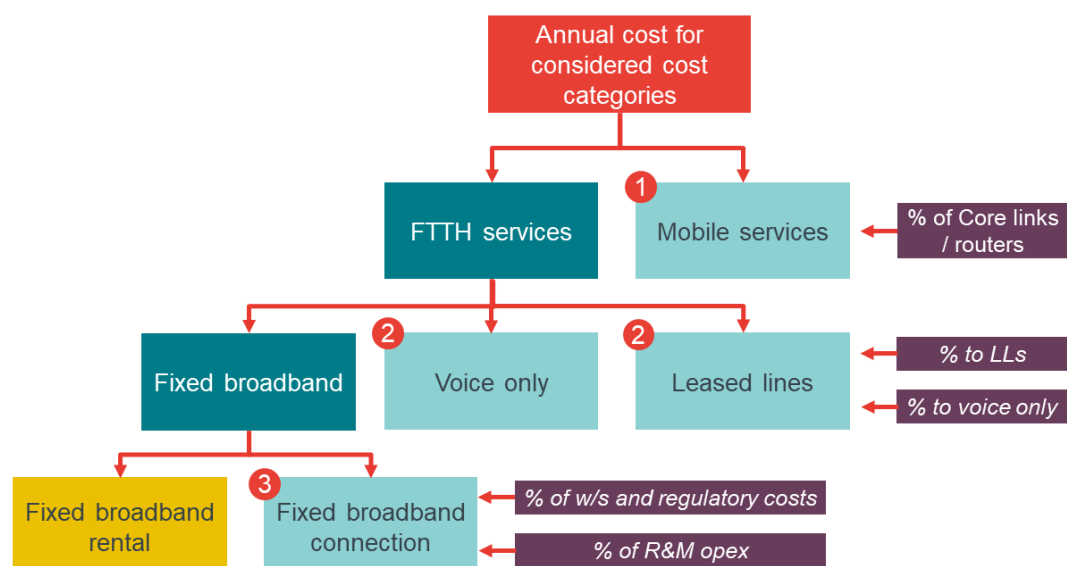 Annual cost for
considered cost
categories
1
FTTH services
Mobile services
% of Core links
/ routers
2
2
Fixed broadband
Voice only
Leased lines
% to LLs
% to voice only
3
Fixed broadband
rental
Fixed broadband
connection
% of w/s and regulatory costs
% of R&M opex